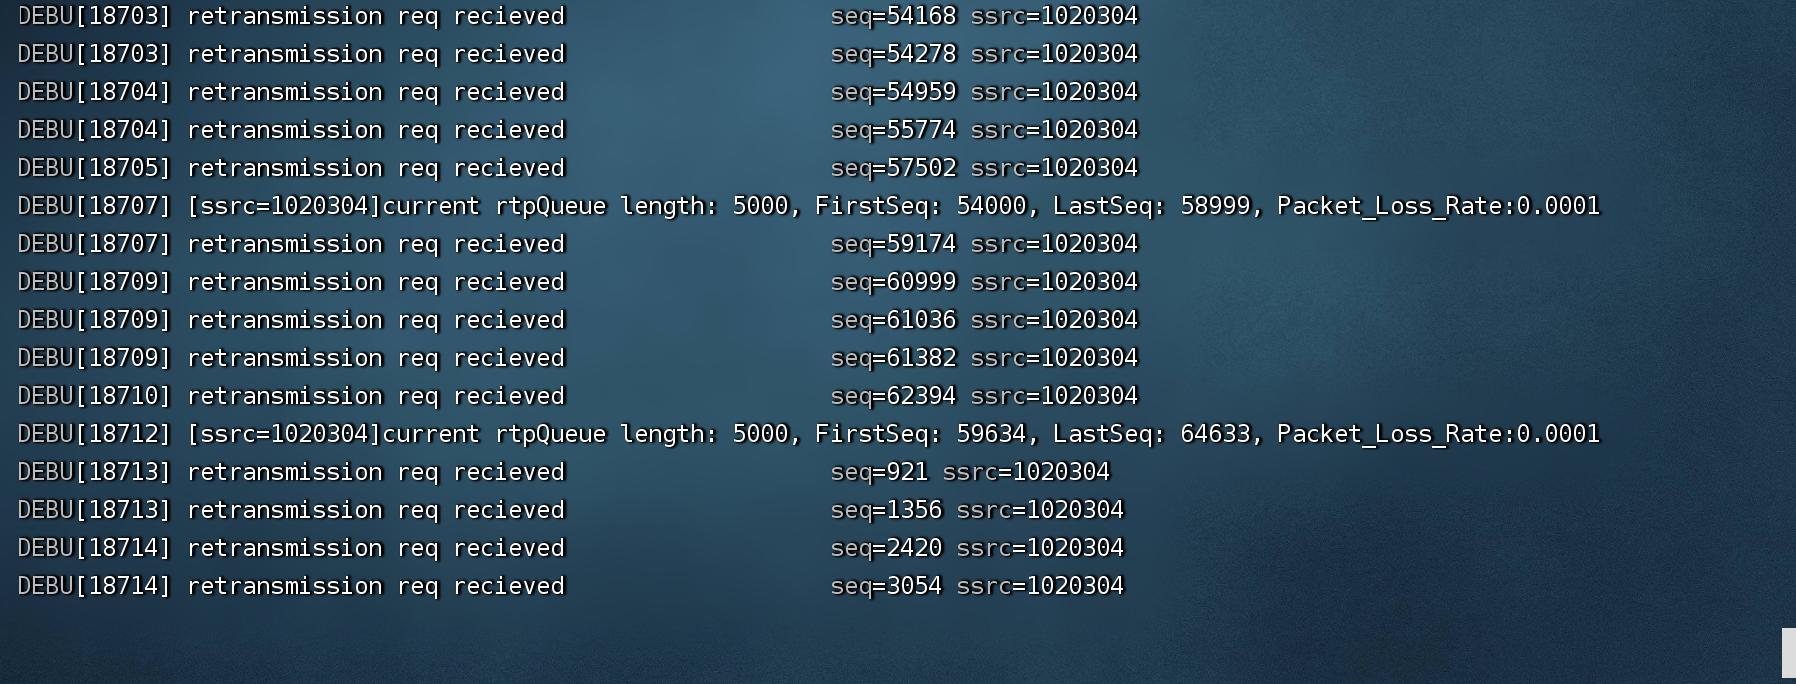 DEBU[18703] retransmission req recieved seq=54168 ssrc=1020304
DEBU[18703] retransmission req recieved seq=54278 ssrc=1020304
DEBU[18704] retransmission req recieved seq=54959 ssrc=1020304
DEBU[18704] retransmission req recieved seq=55774 ssrc=1020304
DEBU[18705] retransmission req recieved seq=57502 ssrc=1020304
DEBU[18707] [ssrc=1020304]current rtpQueue length: 5000, FirstSeq: 54000, LastSeq: 58999, Packet_Loss_Rate:0.0001
DEBU[18707] retransmission req recieved seq=59174 ssrc=1020304
DEBU[18709] retransmission req recieved seq=60999 ssrc=1020304
DEBU[18709] retransmission req recieved seq=61036 ssrc=1020304
DEBU[18709] retransmission req recieved seq=61382 ssrc=1020304
DEBU[18710] retransmission req recieved seq=62394 ssrc=1020304
DEBU[18712] [ssrc=1020304]current rtpQueue length: 5000, FirstSeq: 59634, LastSeq: 64633, Packet_Loss_Rate:0.0001
DEBU[18713] retransmission req recieved seq=921 ssrc=1020304
DEBU[18713] retransmission req recieved seq=1356 ssrc=1020304
DEBU[18714] retransmission req recieved seq=2420 ssrc=1020304
DEBU[18714] retransmission req recieved seq=3054 ssrc=1020304